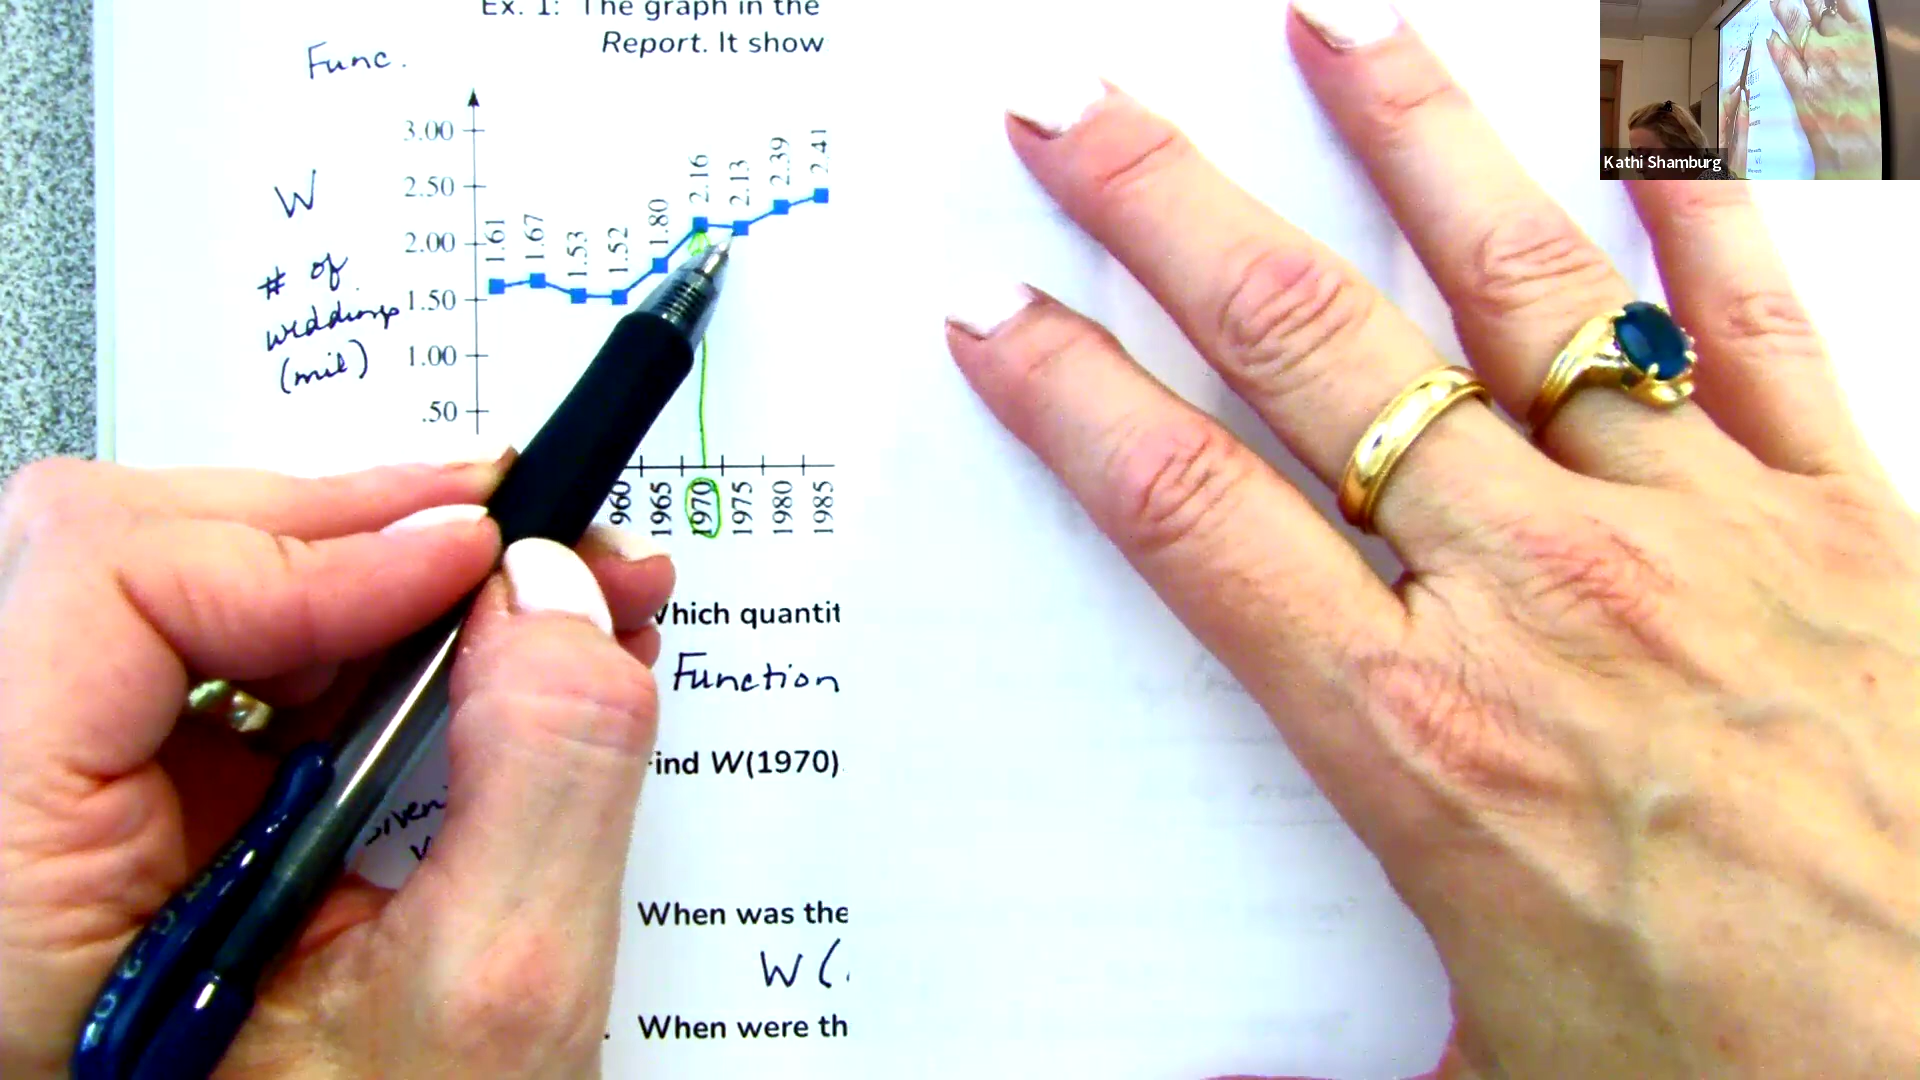 Ex. 1: The graph in the
Report. It show
Func.
W
# of
weddings
(mil)
3.00
2.50
2.00
1.50
1.00
.50
1.61
1.67
1.53
1.52
1.80
2.16
2.13
2.39
2.41
960
1965
1970
1975
1980
1985
Which quantit
Function
ind W(1970)
When was the
W (.
. When were th
Kathi Shamburg